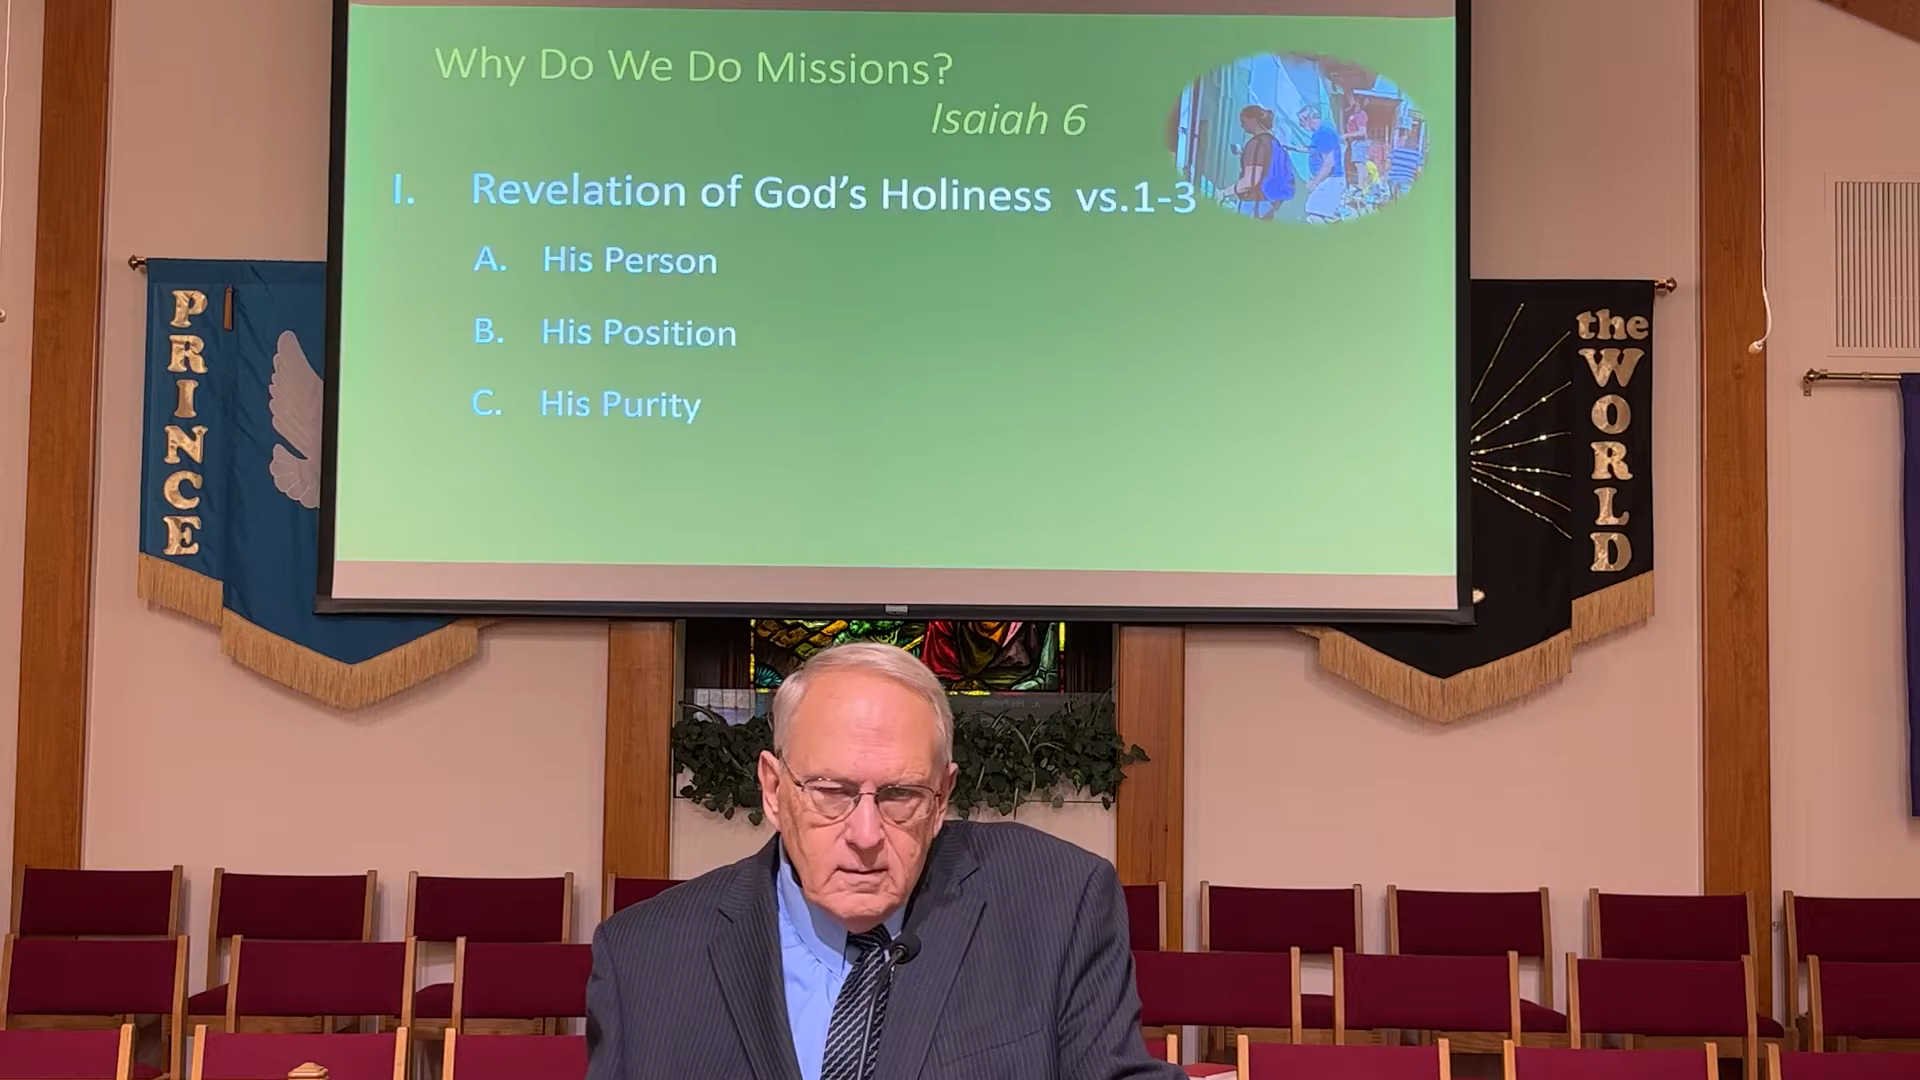 Why Do We Do Missions?
Isaiah 6
I. Revelation of God's Holiness vs.1-3
A. His Person
B. His Position
C. His Purity
PRINCE
the
WORLD